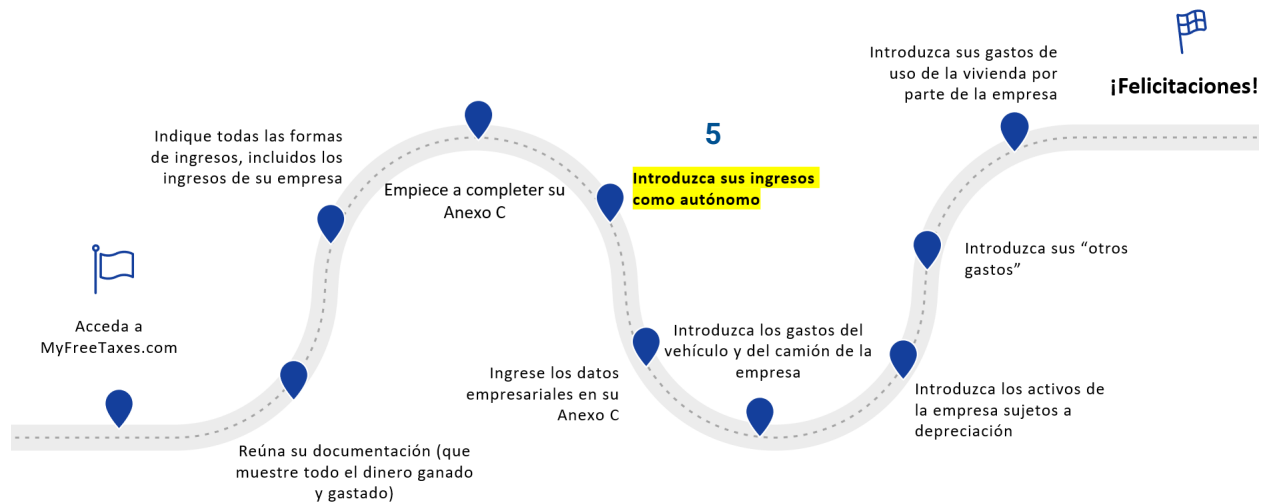 Acceda a
MyFreeTaxes.com
Reúna su documentación (que
muestre todo el dinero ganado
y gastado)
Indique todas las formas
de ingresos, incluidos los
ingresos de su empresa
Empiece a completer su
Anexo C
5
Introduzca sus ingresos
como autónomo
Ingrese los datos
empresariales en su
Anexo C
Introduzca los gastos del
vehículo y del camión de la
empresa
Introduzca los activos de
la empresa sujetos a
depreciación
Introduzca sus “otros
gastos”
Introduzca sus gastos de
uso de la vivienda por
parte de la empresa
¡Felicitaciones!